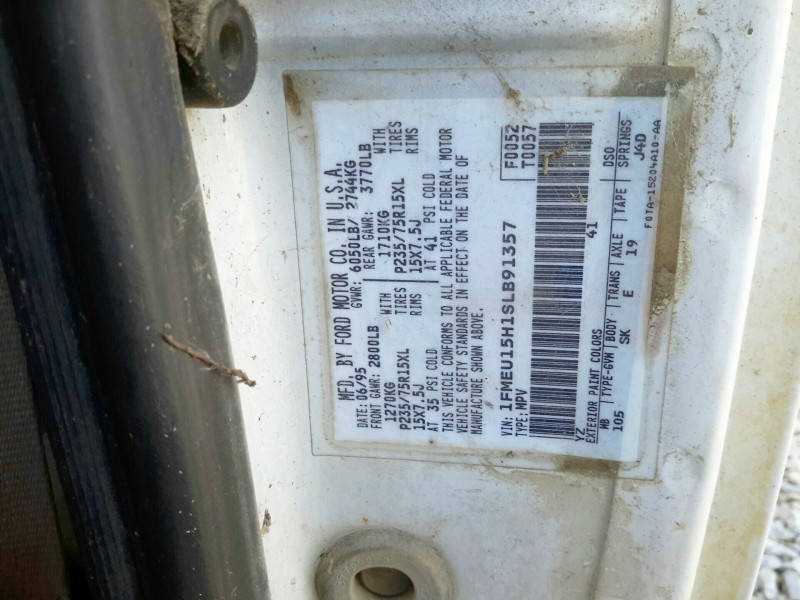 MFD. BY FORD MOTOR CO. IN U.S.A.
DATE: 06/95 GVWR: 6050LB/ 2744KG
FRONT GAWR: 2800LB REAR GAWR: 3770LB
1270KG WITH 1710KG WITH
P235/75R15XL TIRES P235/75R15XL TIRES
15X7.5J RIMS 15X7.5J RIMS
AT 35 PSI COLD AT 41 PSI COLD
THIS VEHICLE CONFORMS TO ALL APPLICABLE FEDERAL MOTOR
VEHICLE SAFETY STANDARDS IN EFFECT ON THE DATE OF
MANUFACTURE SHOWN ABOVE.
VIN: 1FMEU15H1SLB91357 F0052
TYPE: MPV T0057
YZ 41
EXTERIOR PAINT COLORS DSO
WB TYPE-GVW BODY TRANS AXLE TAPE SPRINGS
105 SK E 19 J4D
F0TA-15204A10-AA